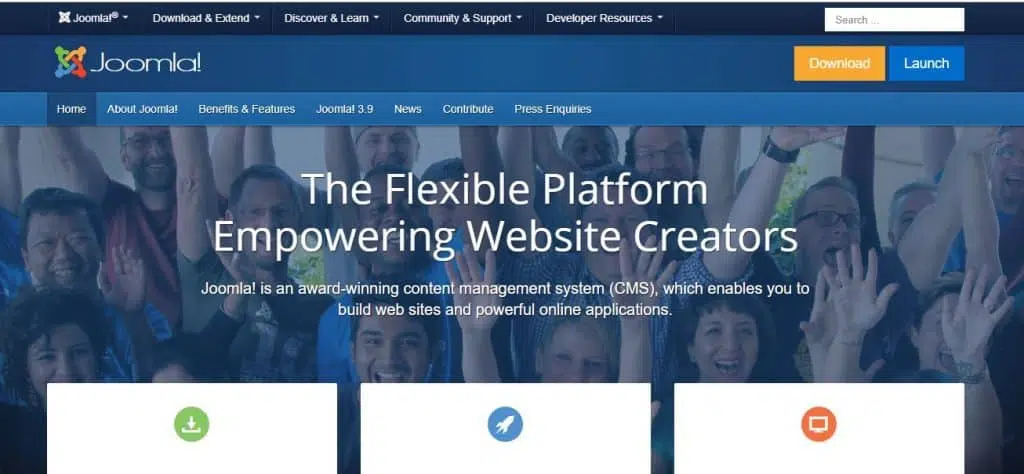 Joomla!® Download & Extend Discover & Learn Community & Support Developer Resources Search ...
Joomla! Download Launch
Home About Joomla! Benefits & Features Joomla! 3.9 News Contribute Press Enquiries
The Flexible Platform
Empowering Website Creators
Joomla! is an award-winning content management system (CMS), which enables you to
build web sites and powerful online applications.